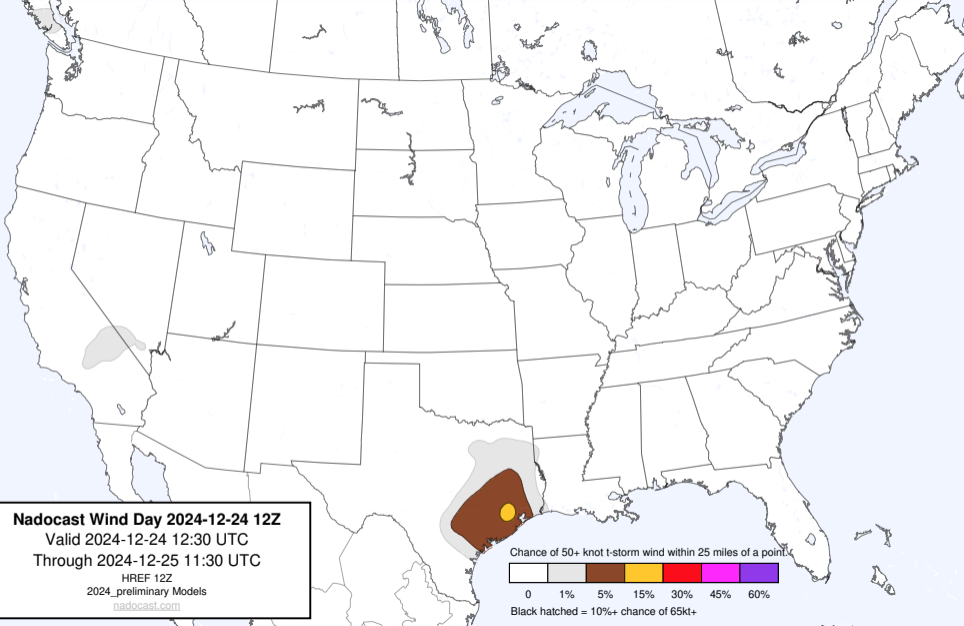 Nadocast Wind Day 2024-12-24 12Z
Valid 2024-12-24 12:30 UTC
Through 2024-12-25 11:30 UTC
HREF 12Z
2024_preliminary Models
nadocast.com
Chance of 50+ knot t-storm wind within 25 miles of a point.
0 1% 5% 15% 30% 45% 60%
Black hatched = 10%+ chance of 65kt+